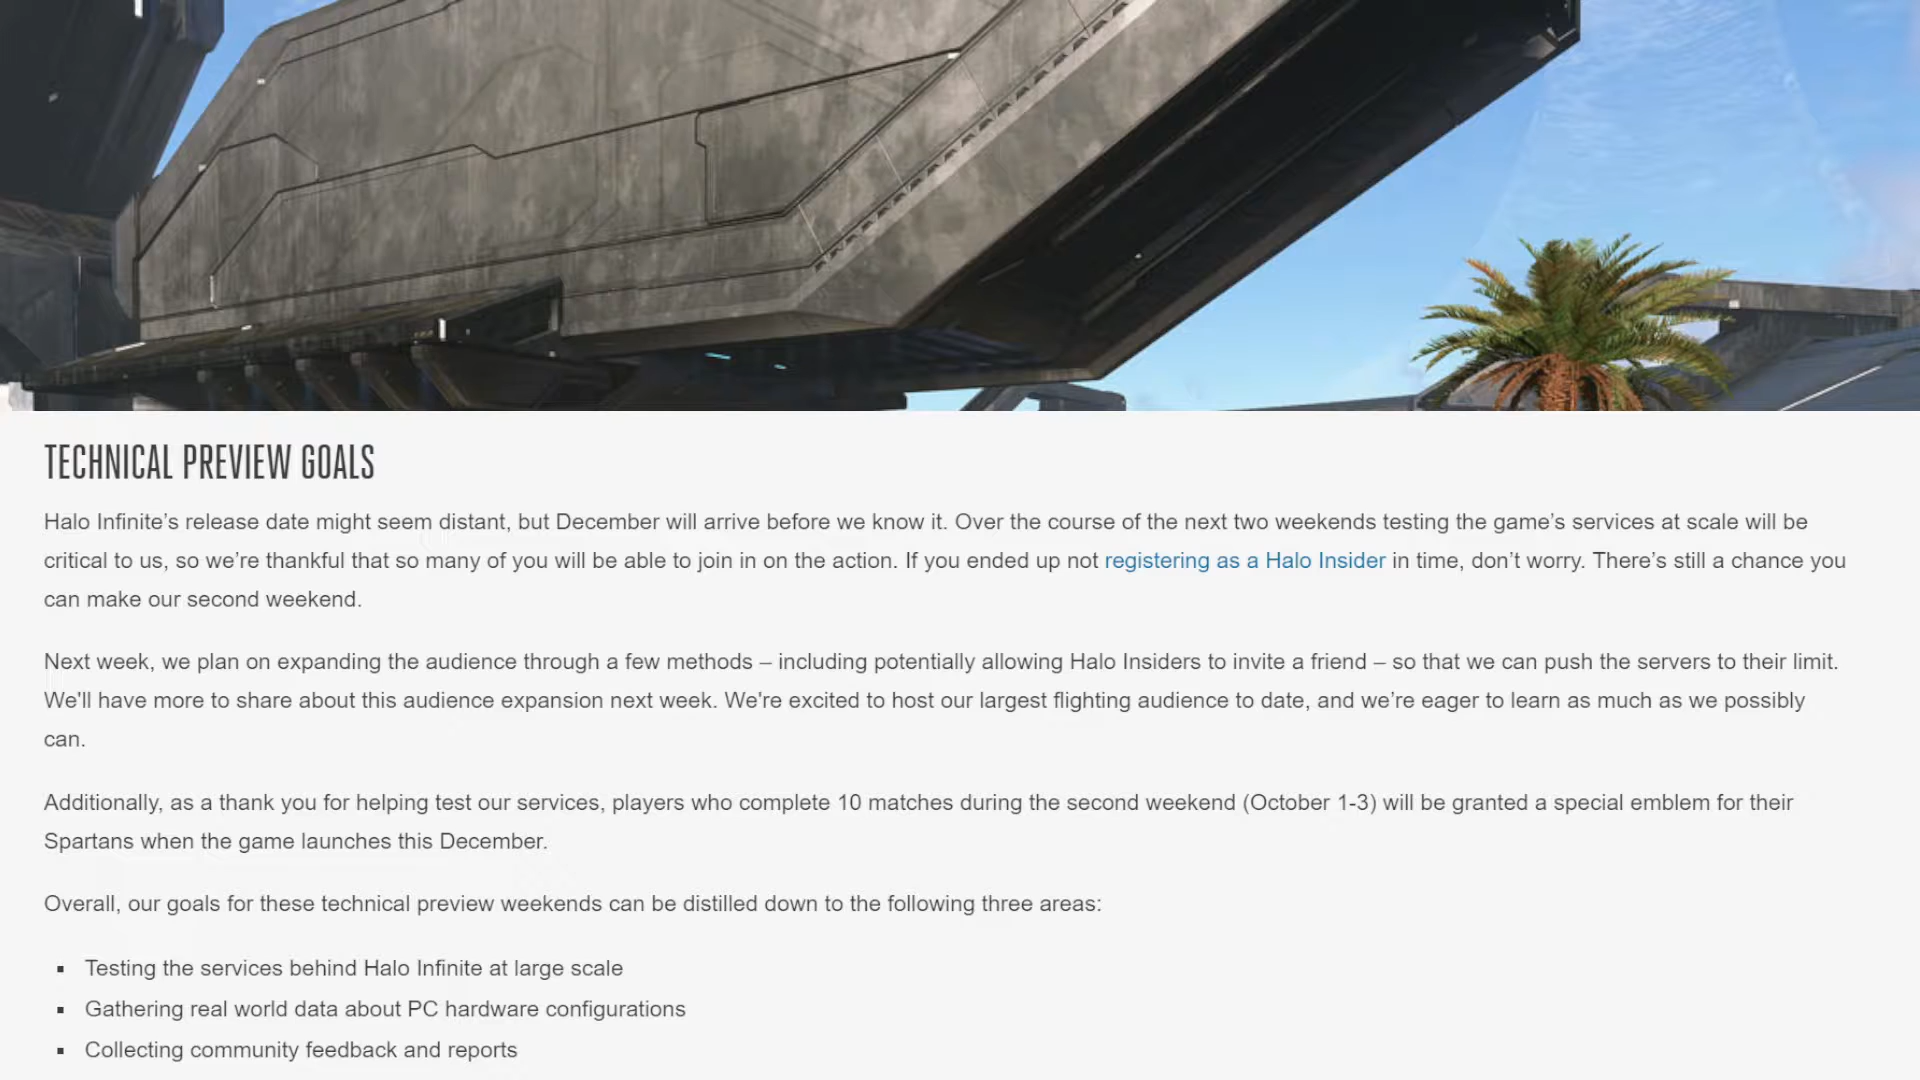 TECHNICAL PREVIEW GOALS
Halo Infinite’s release date might seem distant, but December will arrive before we know it. Over the course of the next two weekends testing the game’s services at scale will be
critical to us, so we’re thankful that so many of you will be able to join in on the action. If you ended up not registering as a Halo Insider in time, don’t worry. There’s still a chance you
can make our second weekend.
Next week, we plan on expanding the audience through a few methods – including potentially allowing Halo Insiders to invite a friend – so that we can push the servers to their limit.
We'll have more to share about this audience expansion next week. We're excited to host our largest flighting audience to date, and we’re eager to learn as much as we possibly
can.
Additionally, as a thank you for helping test our services, players who complete 10 matches during the second weekend (October 1-3) will be granted a special emblem for their
Spartans when the game launches this December.
Overall, our goals for these technical preview weekends can be distilled down to the following three areas:
▪ Testing the services behind Halo Infinite at large scale
▪ Gathering real world data about PC hardware configurations
▪ Collecting community feedback and reports